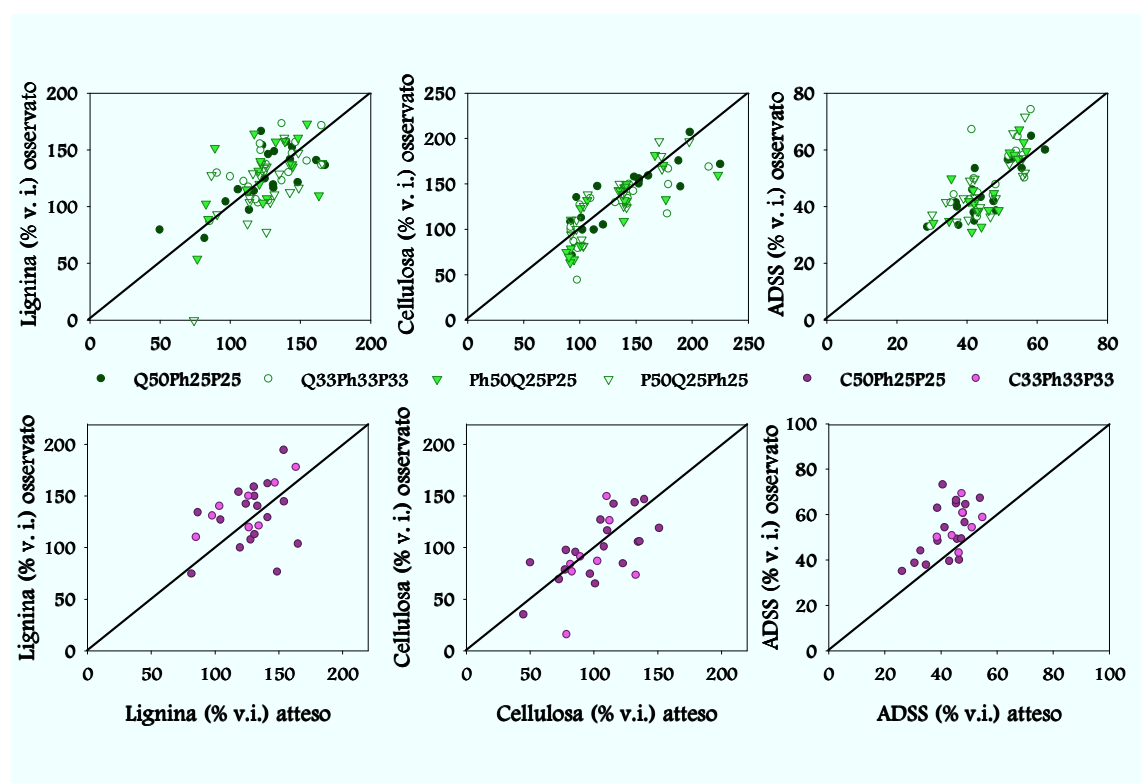 Lignina (% v. i.) osservato
200
150
100
50
0
0 50 100 150 200
Cellulosa (% v. i.) osservato
250
200
150
100
50
0
0 50 100 150 200 250
ADSS (% v. i.) osservato
80
60
40
20
0
0 20 40 60 80
Q50Ph25P25 Q33Ph33P33 Ph50Q25P25 P50Q25Ph25 C50Ph25P25 C33Ph33P33
Lignina (% v. i.) osservato
200
150
100
50
0
0 50 100 150 200
Lignina (% v.i.) atteso
Cellulosa (% v. i.) osservato
200
150
100
50
0
0 50 100 150 200
Cellulosa (% v.i.) atteso
ADSS (% v. i.) osservato
100
80
60
40
20
0
0 20 40 60 80 100
ADSS (% v.i.) atteso